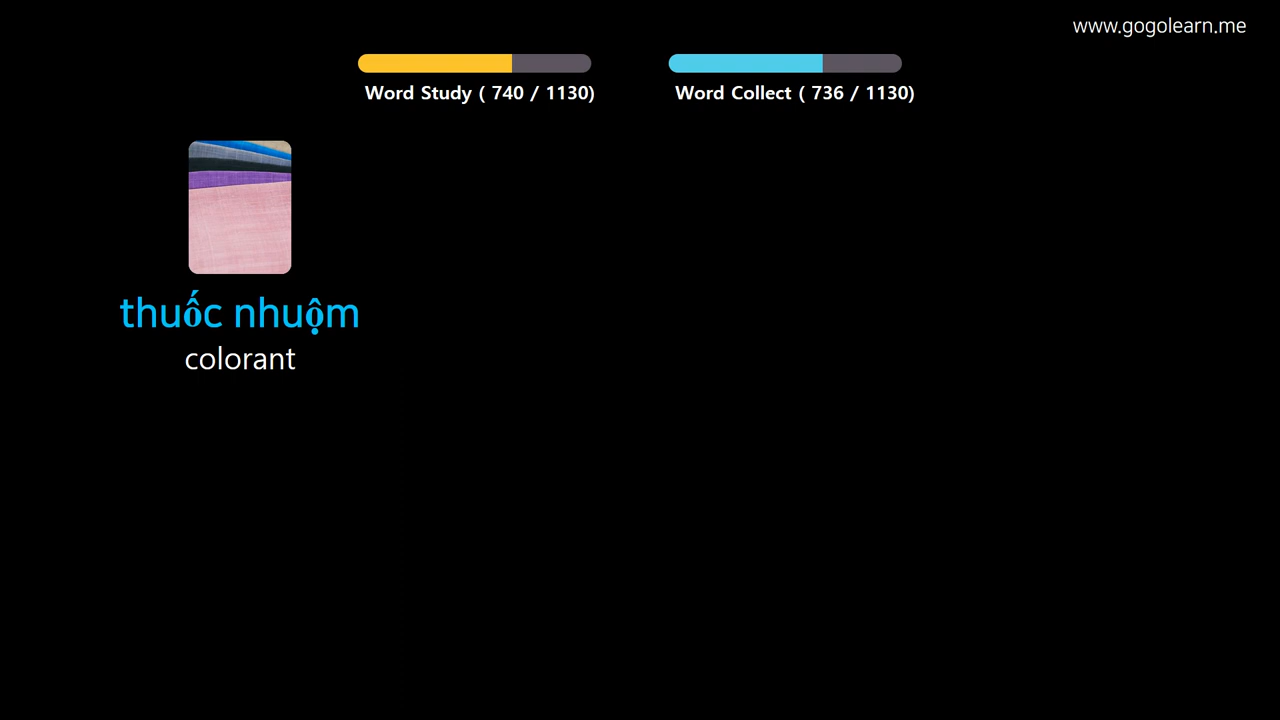 www.gogolearn.me
Word Study ( 740 / 1130)
Word Collect ( 736 / 1130)
thuốc nhuộm
colorant